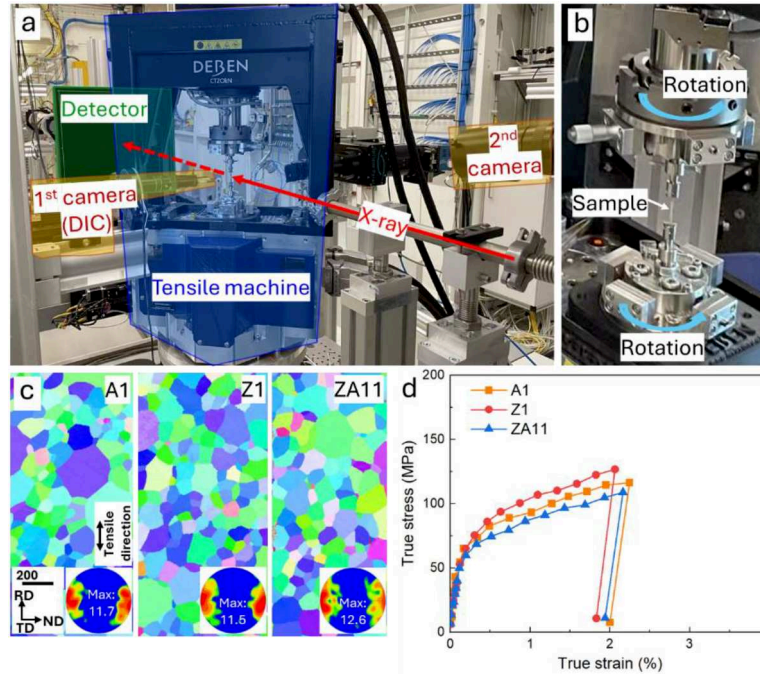 a
DEBEN
CT2CBN
Detector
1st camera
(DIC)
X-ray
2nd
camera
Tensile machine
b
Rotation
Sample
Rotation
c
A1
Z1
ZA11
Tensile
direction
200
RD
ND
TD
Max:
11.7
Max:
11.5
Max:
12.6
d
A1
Z1
ZA11
True stress (MPa)
200
150
100
50
0
0
1
2
3
True strain (%)